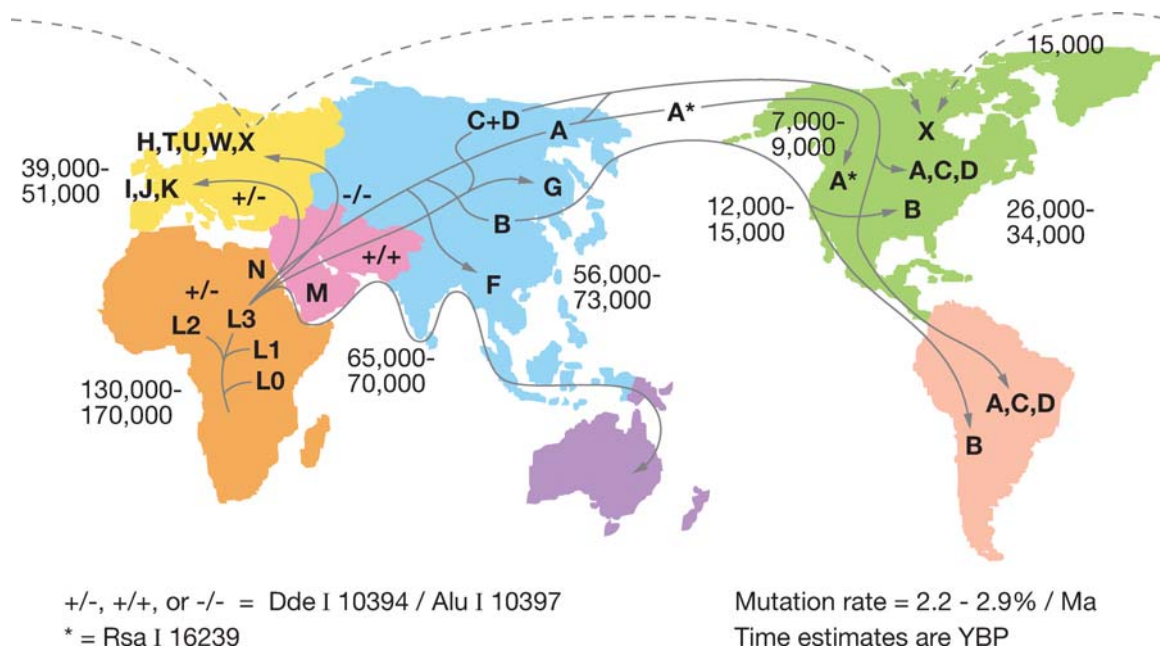 15,000
H,T,U,W,X
C+D
A
A*
7,000-
9,000
X
39,000-
51,000
I,J,K
+/-
-/-
G
A*
A,C,D
B
B
12,000-
15,000
26,000-
34,000
N
+/+
M
F
56,000-
73,000
+/-
L2
L3
L1
L0
65,000-
70,000
130,000-
170,000
A,C,D
B
+/-, +/+, or -/- = Dde I 10394 / Alu I 10397
* = Rsa I 16239
Mutation rate = 2.2 - 2.9% / Ma
Time estimates are YBP